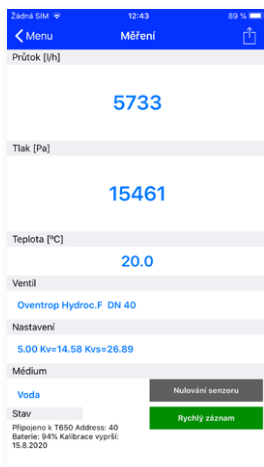 Žádná SIM 12:43 89 %
Menu Měření
Průtok [l/h]
5733
Tlak [Pa]
15461
Teplota [ºC]
20.0
Ventil
Oventrop Hydroc.F DN 40
Nastavení
5.00 Kv=14.58 Kvs=26.89
Médium
Voda
Nulování senzoru
Stav
Rychlý záznam
Připojeno k T650 Address: 40
Baterie: 94% Kalibrace vyprší:
15.8.2020